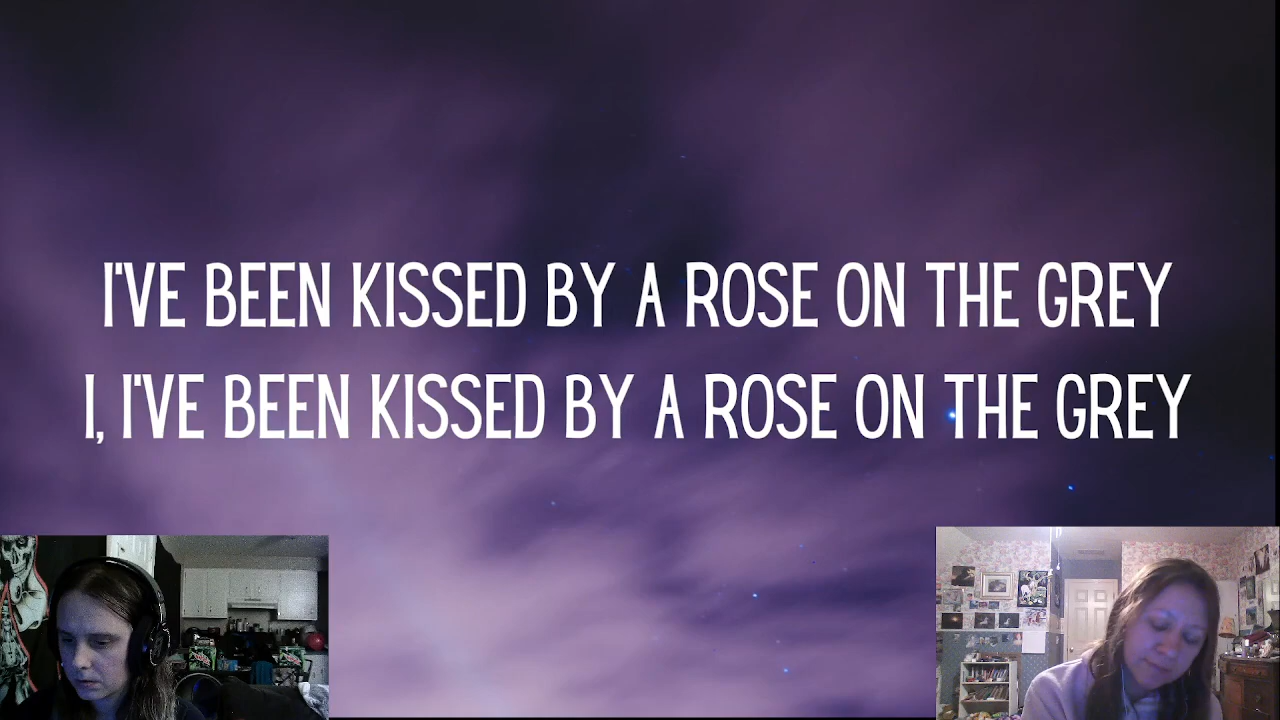 I'VE BEEN KISSED BY A ROSE ON THE GREY
I, I'VE BEEN KISSED BY A ROSE ON THE GREY